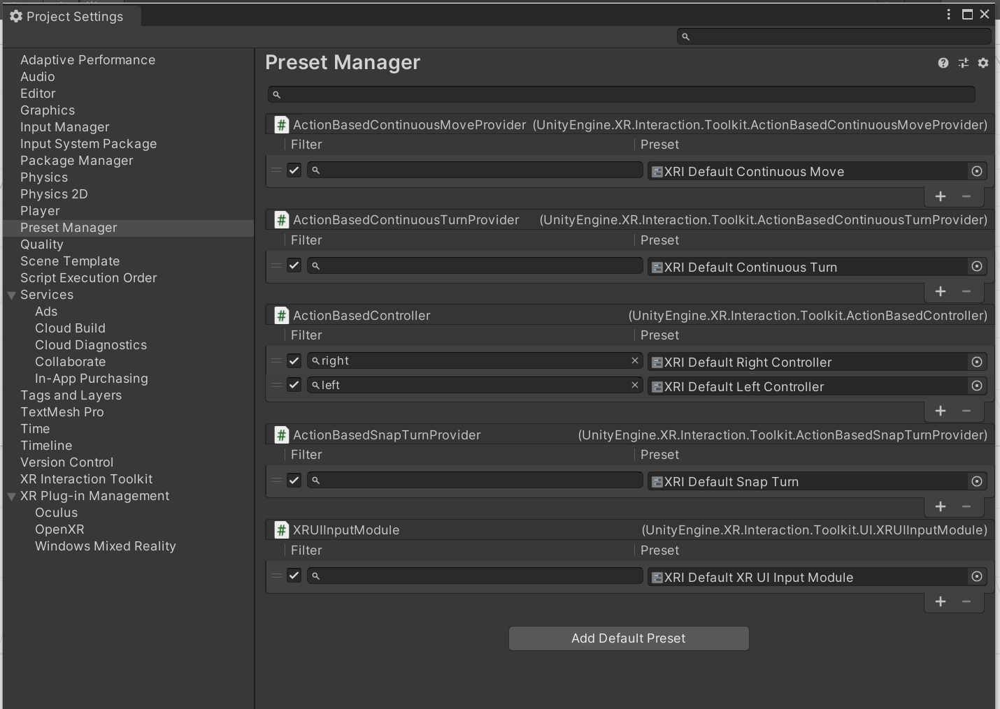 Project Settings
Adaptive Performance
Audio
Editor
Graphics
Input Manager
Input System Package
Package Manager
Physics
Physics 2D
Player
Preset Manager
Quality
Scene Template
Script Execution Order
Services
Ads
Cloud Build
Cloud Diagnostics
Collaborate
In-App Purchasing
Tags and Layers
TextMesh Pro
Time
Timeline
Version Control
XR Interaction Toolkit
XR Plug-in Management
Oculus
OpenXR
Windows Mixed Reality
Preset Manager
ActionBasedContinuousMoveProvider (UnityEngine.XR.Interaction.Toolkit.ActionBasedContinuousMoveProvider)
Filter Preset
XRI Default Continuous Move
ActionBasedContinuousTurnProvider (UnityEngine.XR.Interaction.Toolkit.ActionBasedContinuousTurnProvider)
Filter Preset
XRI Default Continuous Turn
ActionBasedController (UnityEngine.XR.Interaction.Toolkit.ActionBasedController)
Filter Preset
right XRI Default Right Controller
left XRI Default Left Controller
ActionBasedSnapTurnProvider (UnityEngine.XR.Interaction.Toolkit.ActionBasedSnapTurnProvider)
Filter Preset
XRI Default Snap Turn
XRUIInputModule (UnityEngine.XR.Interaction.Toolkit.UI.XRUIInputModule)
Filter Preset
XRI Default XR UI Input Module
Add Default Preset